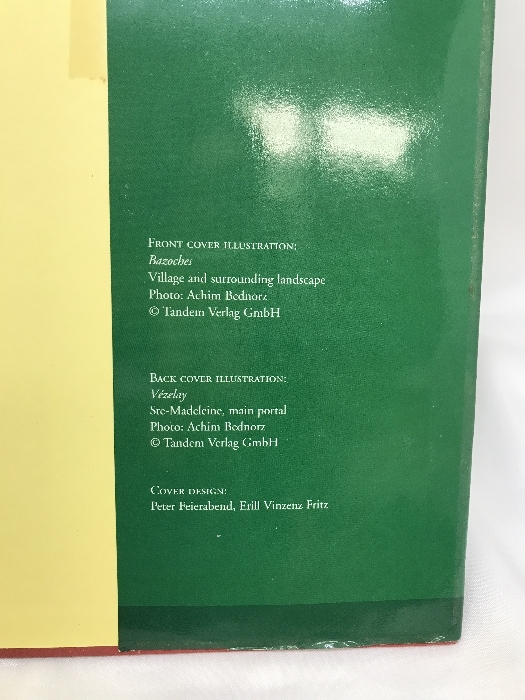 FRONT COVER ILLUSTRATION:
Bazoches
Village and surrounding landscape
Photo: Achim Bednorz
© Tandem Verlag GmbH
BACK COVER ILLUSTRATION:
Vézelay
Ste-Madeleine, main portal
Photo: Achim Bednorz
© Tandem Verlag GmbH
COVER DESIGN:
Peter Feierabend, Erill Vinzenz Fritz